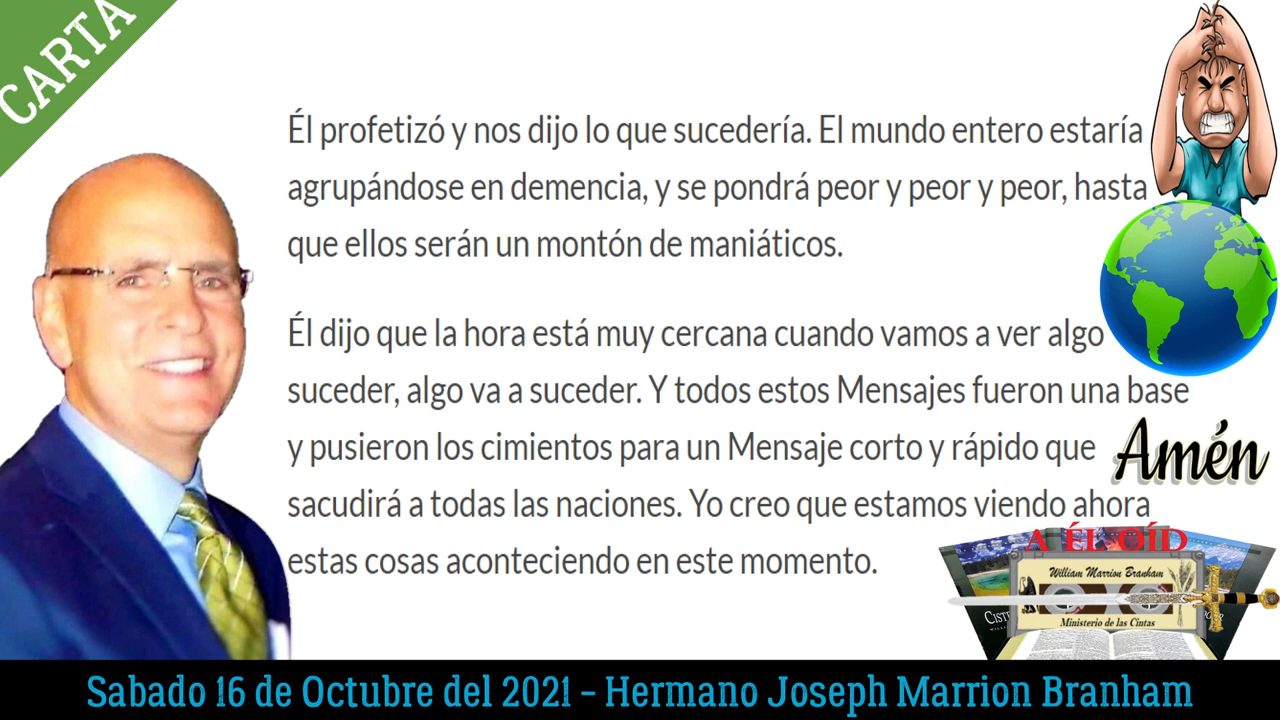 CARTA
Él profetizó y nos dijo lo que sucedería. El mundo entero estaría
agrupándose en demencia, y se pondrá peor y peor y peor, hasta
que ellos serán un montón de maniáticos.
Él dijo que la hora está muy cercana cuando vamos a ver algo
suceder, algo va a suceder. Y todos estos Mensajes fueron una base
y pusieron los cimientos para un Mensaje corto y rápido que
sacudirá a todas las naciones. Yo creo que estamos viendo ahora
estas cosas aconteciendo en este momento.
Amén
A ÉL OÍD
William Marrion Branham
Ministerio de las Cintas
Sabado 16 de Octubre del 2021 - Hermano Joseph Marrion Branham